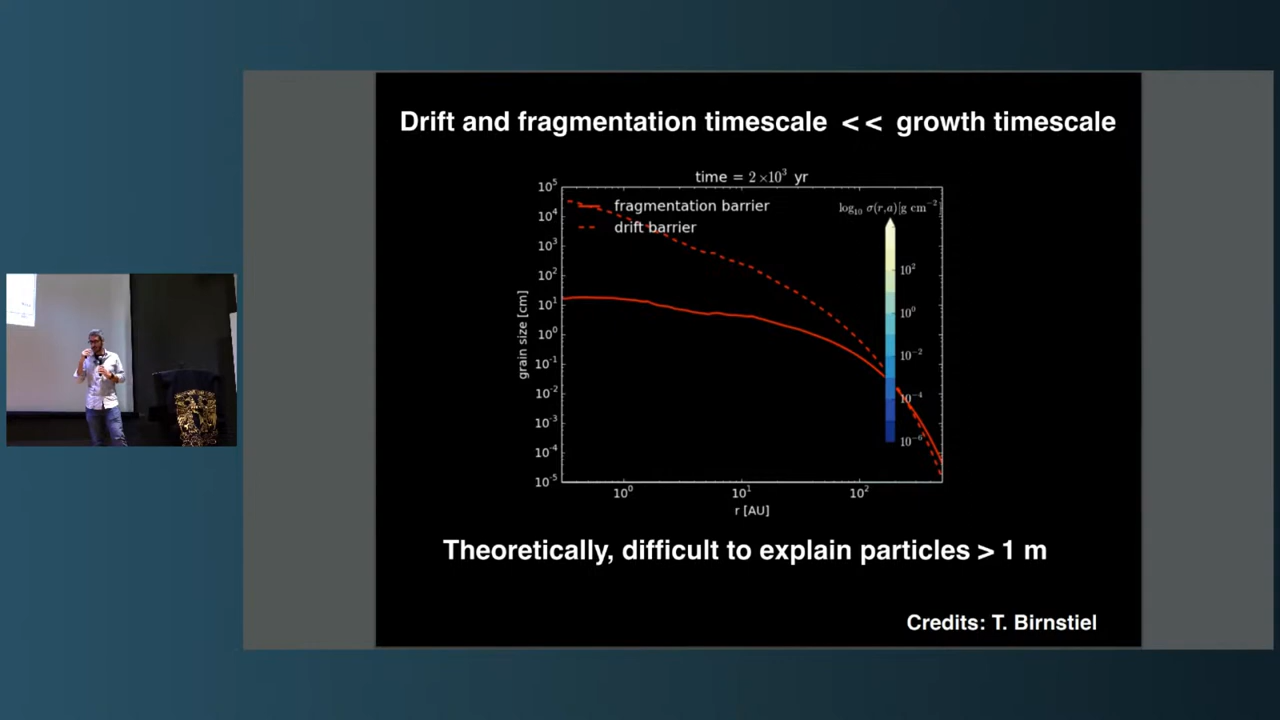 Drift and fragmentation timescale << growth timescale
time = 2×10³ yr
fragmentation barrier
drift barrier
log₁₀ σ(r,a)[g cm⁻²]
10⁵
10⁴
10³
10²
10¹
10⁰
10⁻¹
10⁻²
10⁻³
10⁻⁴
10⁻⁵
grain size [cm]
10²
10⁰
10⁻²
10⁻⁴
10⁻⁶
10⁰ 10¹ 10²
r [AU]
Theoretically, difficult to explain particles > 1 m
Credits: T. Birnstiel